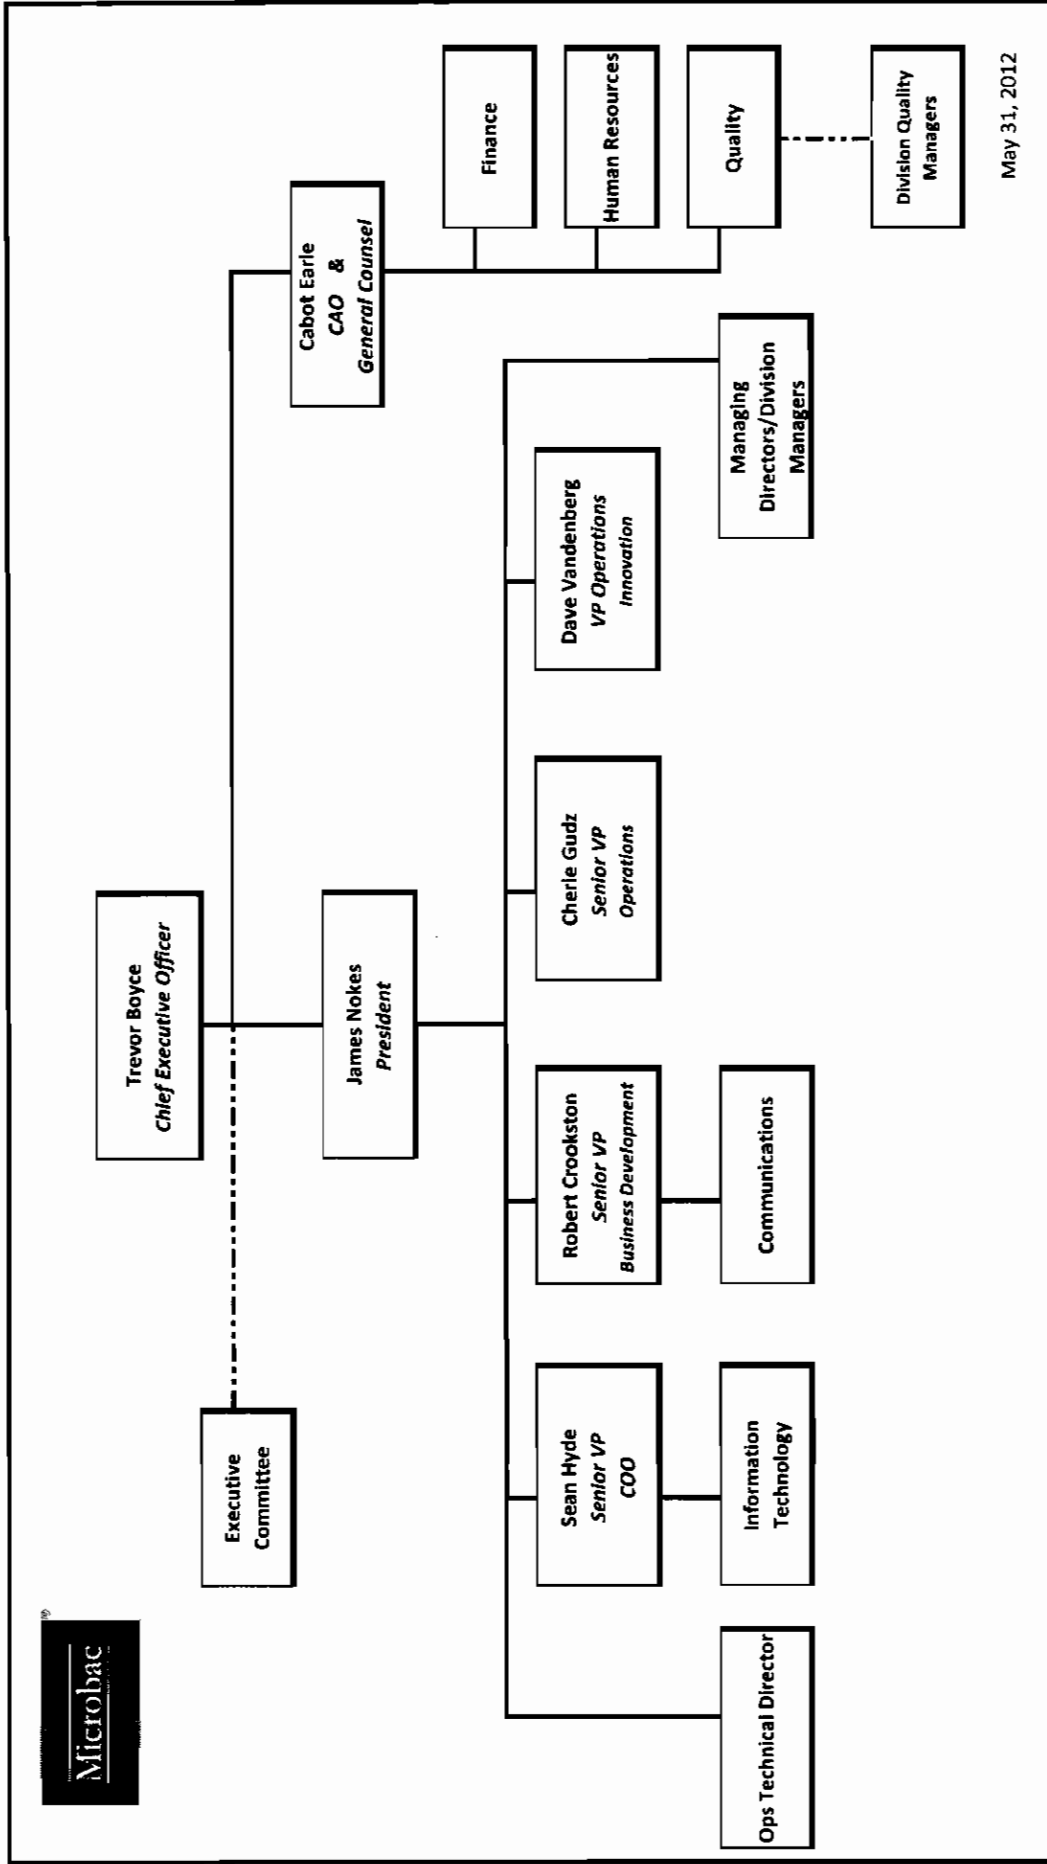 Microbac
®
Trevor Boyce
Chief Executive Officer
Executive
Committee
James Nokes
President
Cabot Earle
CAO &
General Counsel
Finance
Human Resources
Quality
Division Quality
Managers
Sean Hyde
Senior VP
COO
Robert Crookston
Senior VP
Business Development
Cherie Gudz
Senior VP
Operations
Dave Vandenberg
VP Operations
Innovation
Ops Technical Director
Information
Technology
Communications
Managing
Directors/Division
Managers
May 31, 2012